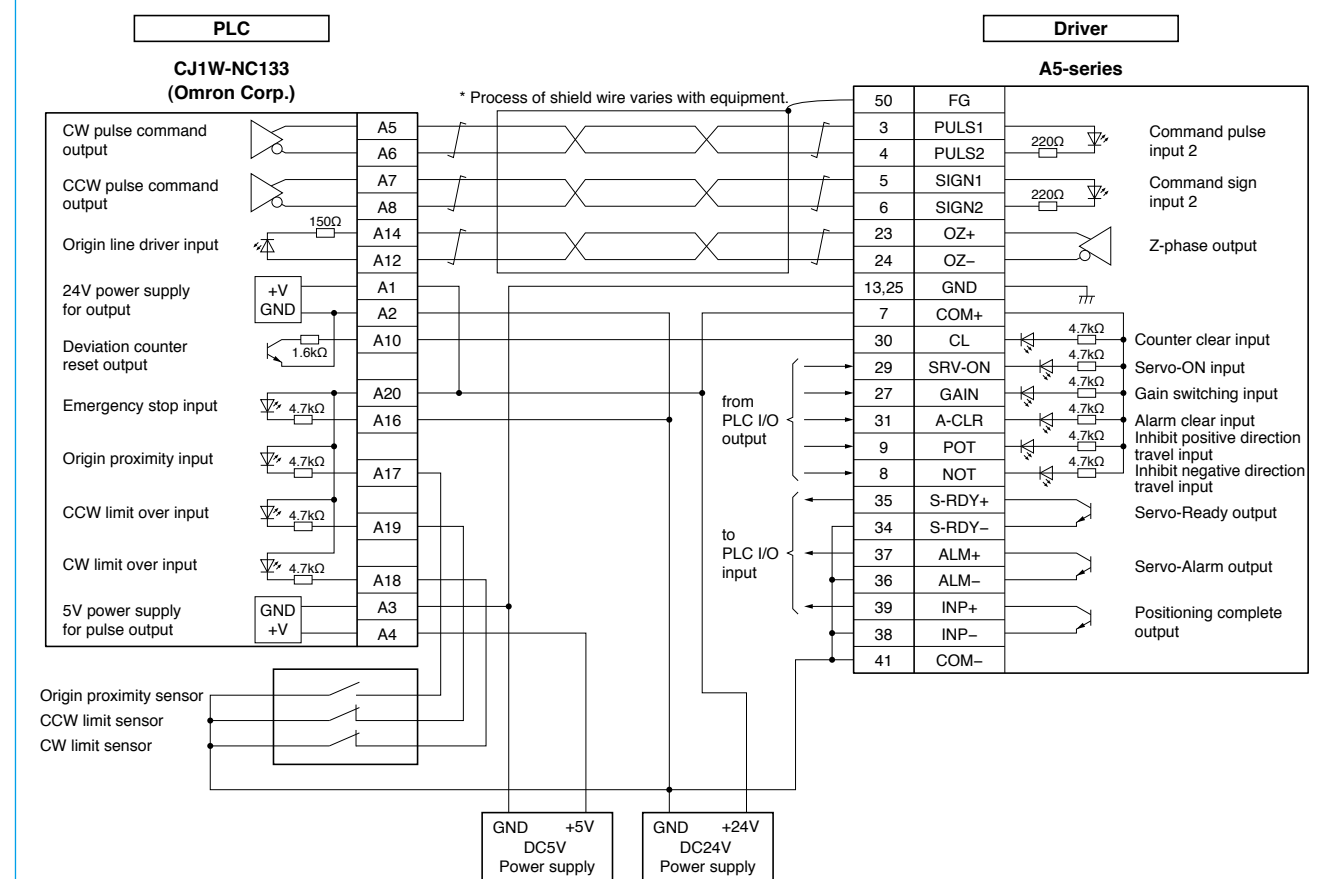 PLC
Driver
CJ1W-NC133
(Omron Corp.)
A5-series
* Process of shield wire varies with equipment.
CW pulse command
output
A5
A6
CCW pulse command
output
A7
A8
Origin line driver input
150Ω
A14
A12
24V power supply
for output
+V
GND
A1
A2
Deviation counter
reset output
1.6kΩ
A10
A20
Emergency stop input
4.7kΩ
A16
Origin proximity input
4.7kΩ
A17
CCW limit over input
4.7kΩ
A19
CW limit over input
4.7kΩ
A18
5V power supply
for pulse output
GND
+V
A3
A4
50 FG
3 PULS1
4 PULS2
220Ω
Command pulse
input 2
5 SIGN1
6 SIGN2
220Ω
Command sign
input 2
23 OZ+
24 OZ−
Z-phase output
13,25 GND
7 COM+
30 CL
4.7kΩ
Counter clear input
29 SRV-ON
4.7kΩ
Servo-ON input
27 GAIN
4.7kΩ
Gain switching input
31 A-CLR
4.7kΩ
Alarm clear input
9 POT
4.7kΩ
Inhibit positive direction
travel input
8 NOT
4.7kΩ
Inhibit negative direction
travel input
from
PLC I/O
output
35 S-RDY+
34 S-RDY−
Servo-Ready output
37 ALM+
36 ALM−
Servo-Alarm output
39 INP+
38 INP−
Positioning complete
output
41 COM−
to
PLC I/O
input
Origin proximity sensor
CCW limit sensor
CW limit sensor
GND +5V
DC5V
Power supply
GND +24V
DC24V
Power supply